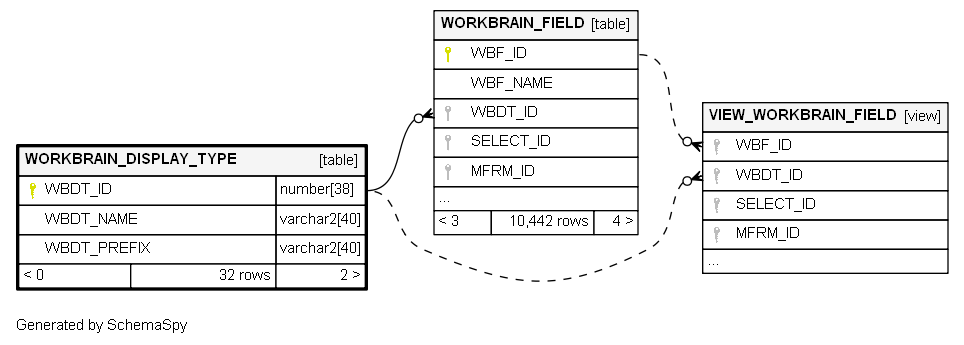 WORKBRAIN_FIELD [table]
WBF_ID
WBF_NAME
WBDT_ID
SELECT_ID
MFRM_ID
...
< 3 10,442 rows 4 >
VIEW_WORKBRAIN_FIELD [view]
WBF_ID
WBDT_ID
SELECT_ID
MFRM_ID
...
WORKBRAIN_DISPLAY_TYPE [table]
WBDT_ID number[38]
WBDT_NAME varchar2[40]
WBDT_PREFIX varchar2[40]
< 0 32 rows 2 >
Generated by SchemaSpy